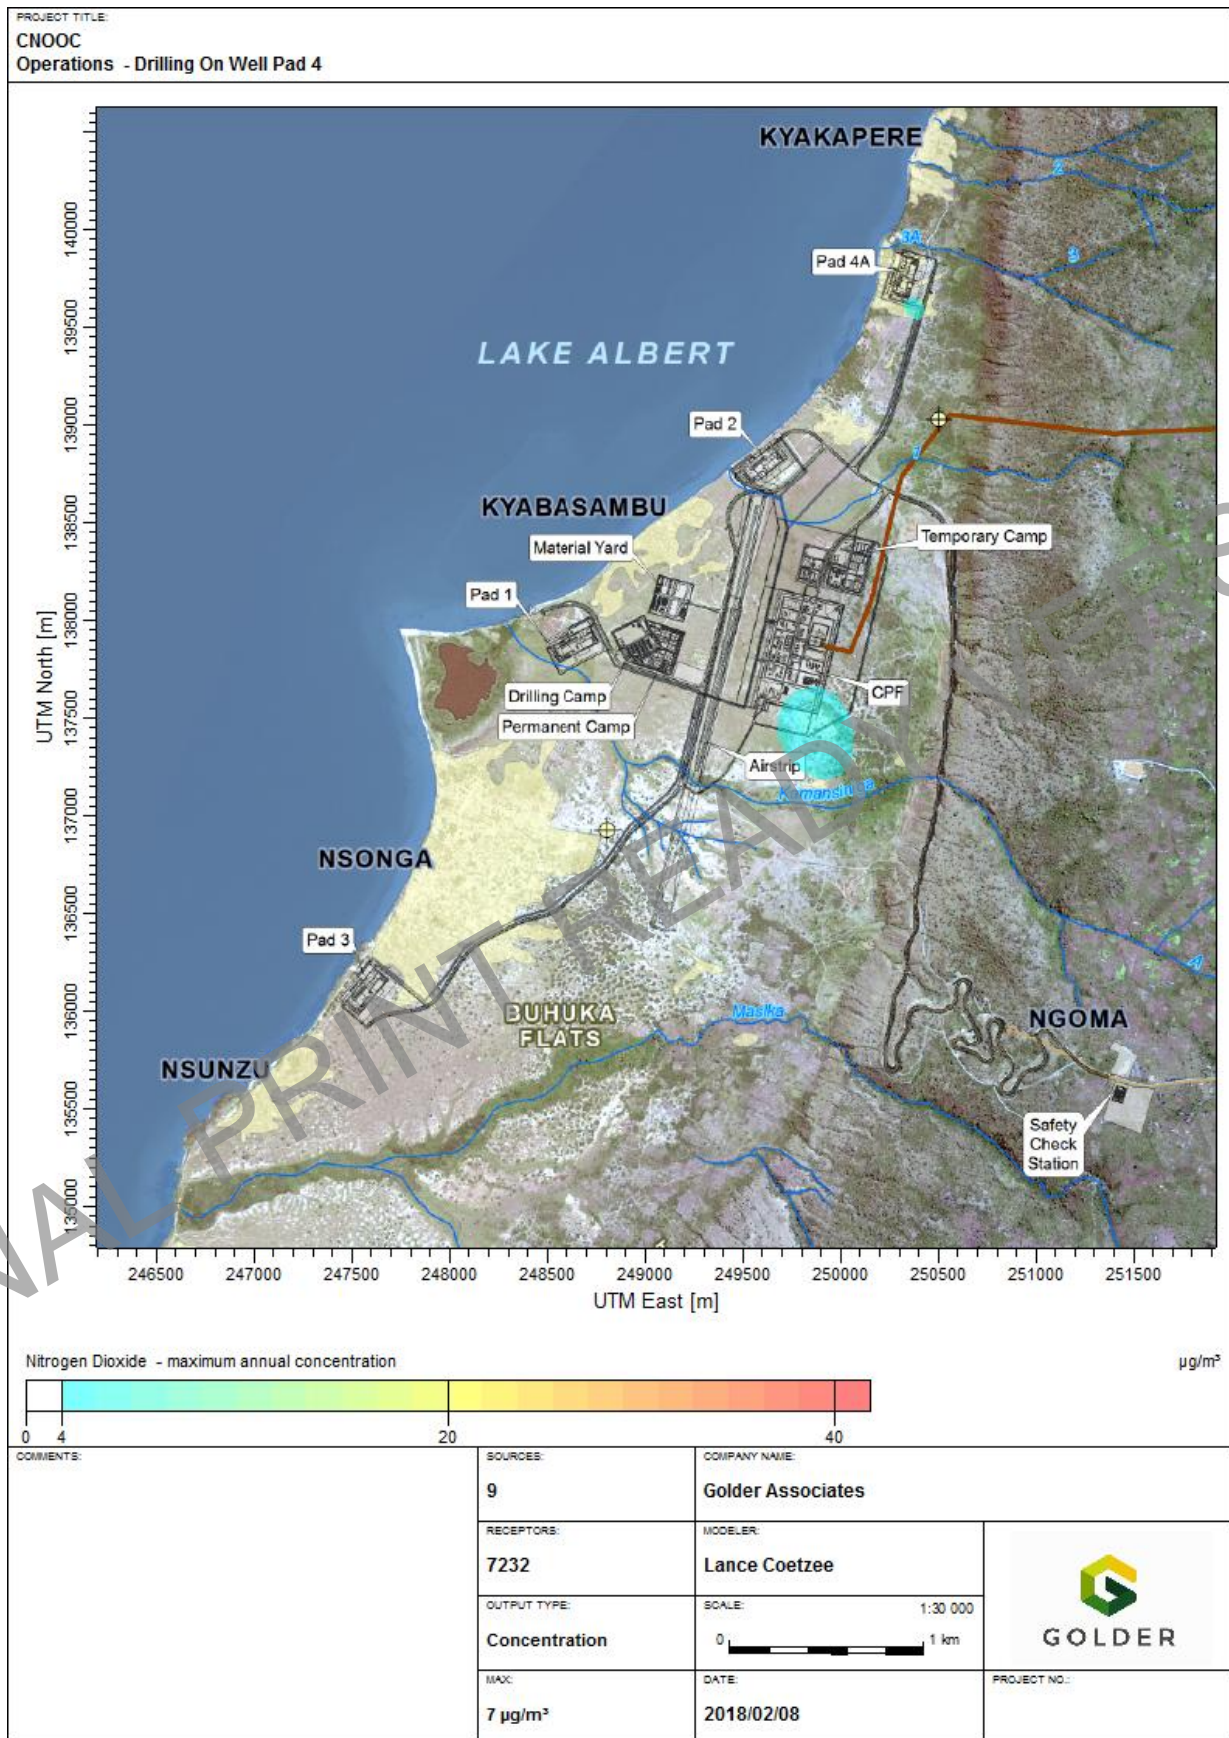 PROJECT TITLE:
CNOOC
Operations - Drilling On Well Pad 4
KYAKAPERE
2
3A
3
Pad 4A
LAKE ALBERT
Pad 2
1
KYABASAMBU
Temporary Camp
Material Yard
Pad 1
CPF
Drilling Camp
Permanent Camp
Airstrip
NSONGA
Pad 3
A
BUHUKA
FLATS
Masika
NGOMA
NSUNZU
Safety
Check
Station
UTM North [m]
140000
139500
139000
138500
138000
137500
137000
136500
136000
135500
135000
246500 247000 247500 248000 248500 249000 249500 250000 250500 251000 251500
UTM East [m]
Nitrogen Dioxide - maximum annual concentration µg/m³
0 4 20 40
COMMENTS:
SOURCES:
9
COMPANY NAME:
Golder Associates
RECEPTORS:
7232
MODELER:
Lance Coetzee
OUTPUT TYPE:
Concentration
SCALE: 1:30 000
0 1 km
GOLDER
MAX:
7 µg/m³
DATE:
2018/02/08
PROJECT NO.: